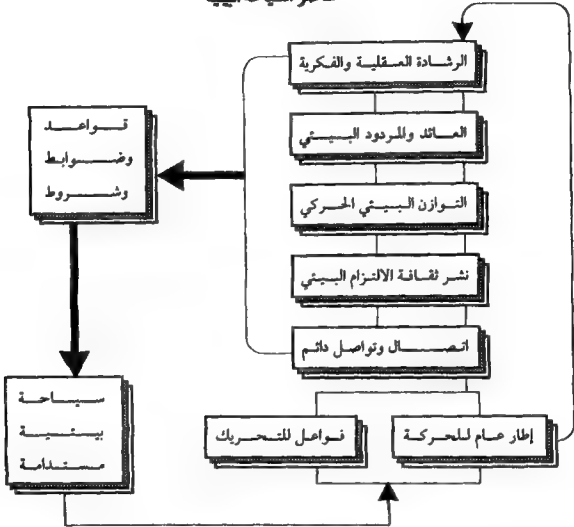 الرشادة العقلية والفكرية
العائد والمردود البيئي
التوازن البيئي الحركي
نشر ثقافة الالتزام البيئي
اتصال وتواصل دائم
إطار عام للحركة
فواعل للتحريك
قواعد
وضوابط
وشروط
سياحة
بيئية
مستدامة